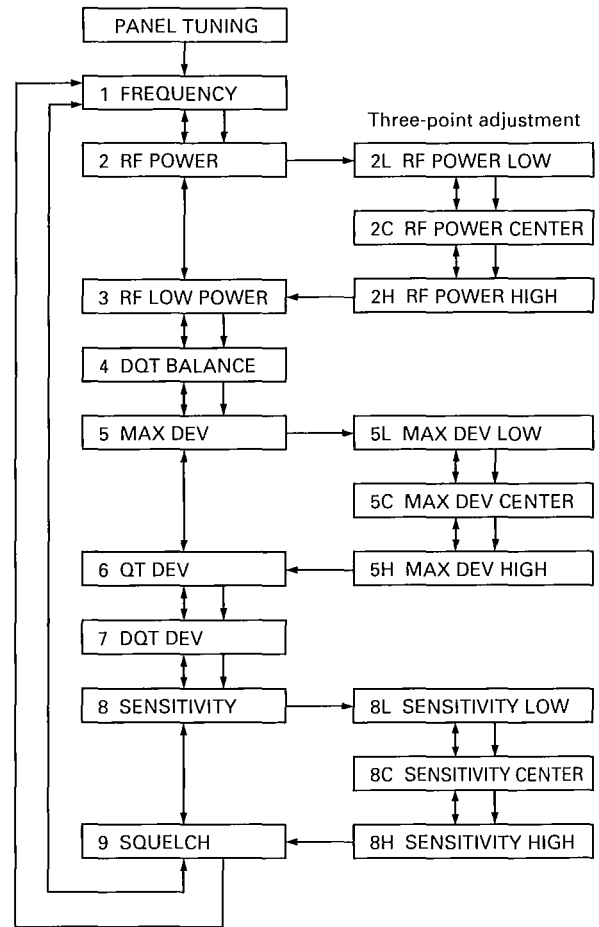 PANEL TUNING
1 FREQUENCY
Three-point adjustment
2 RF POWER
2L RF POWER LOW
2C RF POWER CENTER
3 RF LOW POWER
2H RF POWER HIGH
4 DQT BALANCE
5 MAX DEV
5L MAX DEV LOW
5C MAX DEV CENTER
6 QT DEV
5H MAX DEV HIGH
7 DQT DEV
8 SENSITIVITY
8L SENSITIVITY LOW
8C SENSITIVITY CENTER
9 SQUELCH
8H SENSITIVITY HIGH